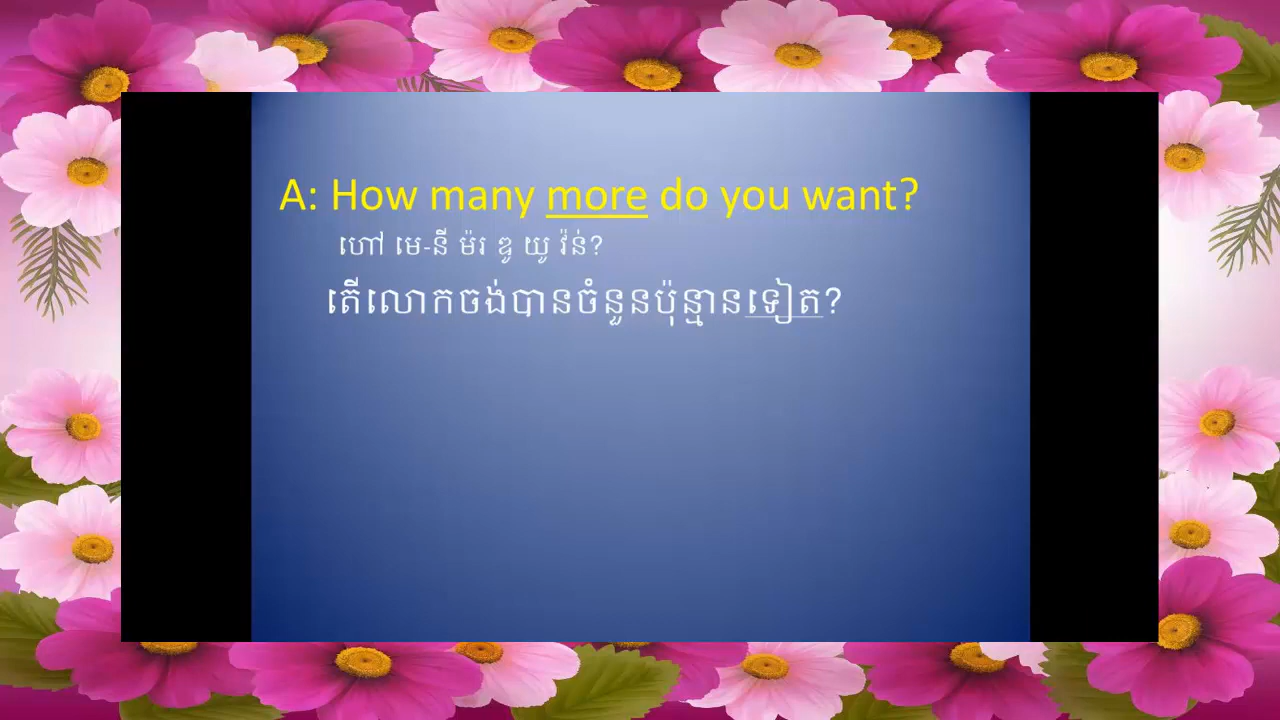 A: How many more do you want?
ហៅ មេ-នី ម៉រ ឌូ យូ វ៉ន់?
តើលោកចង់បានចំនួនប៉ុន្មានទៀត?